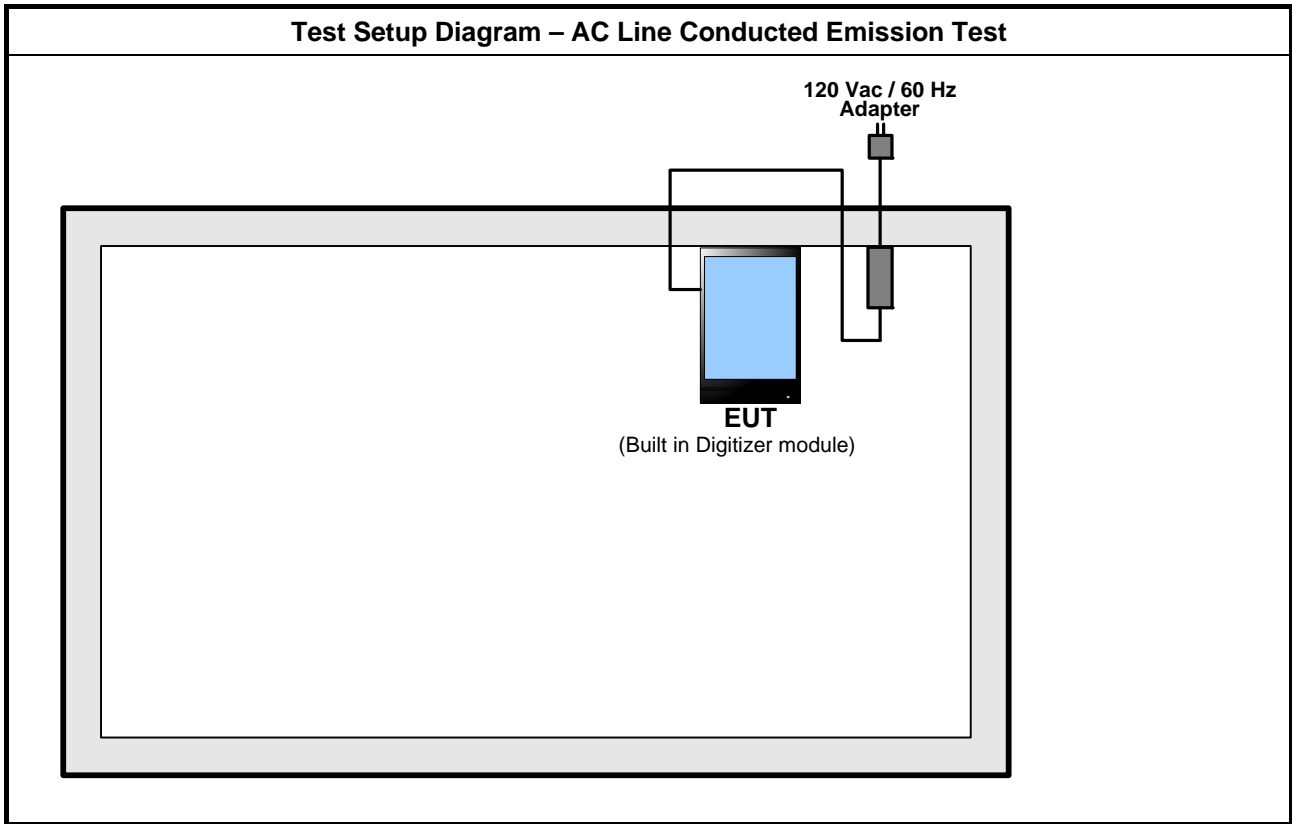 Test Setup Diagram – AC Line Conducted Emission Test
120 Vac / 60 Hz
Adapter
EUT
(Built in Digitizer module)